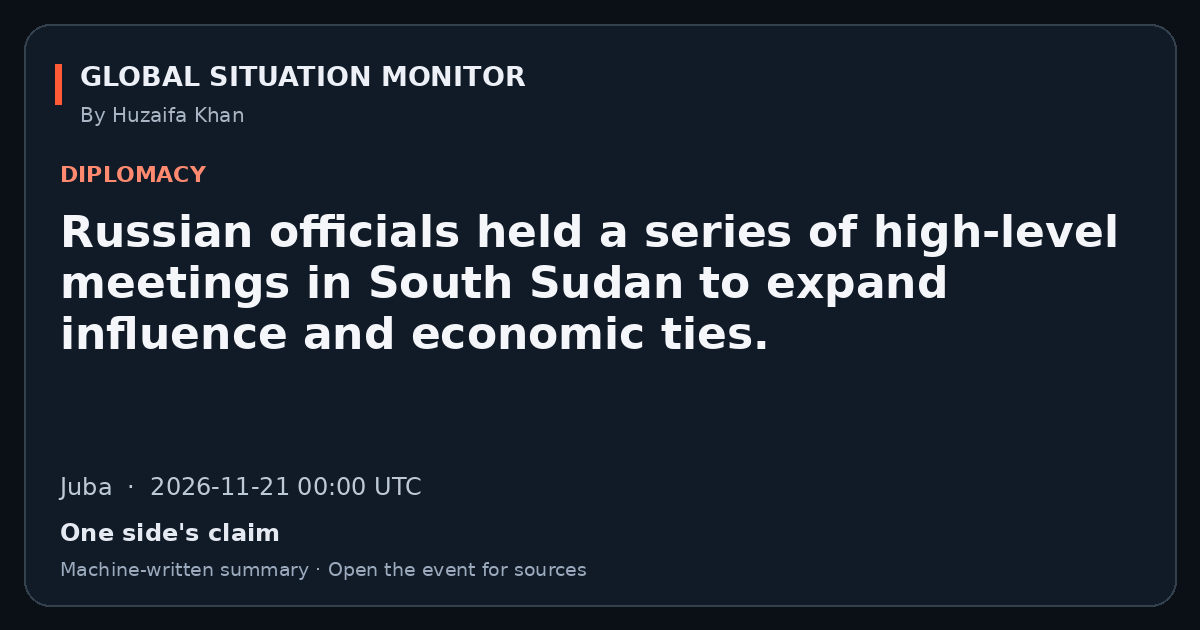 GLOBAL SITUATION MONITOR
By Huzaifa Khan
DIPLOMACY
Russian officials held a series of high-level
meetings in South Sudan to expand
influence and economic ties.
Juba · 2026-11-21 00:00 UTC
One side's claim
Machine-written summary · Open the event for sources